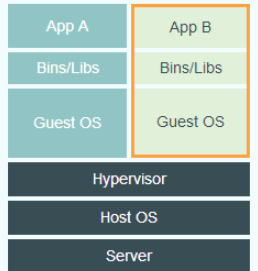 App A
App B
Bins/Libs
Bins/Libs
Guest OS
Guest OS
Hypervisor
Host OS
Server